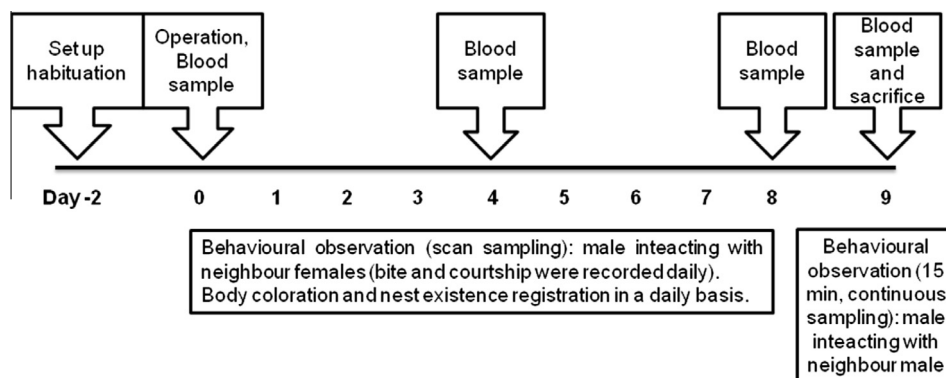 Set up
habituation
Operation,
Blood
sample
Blood
sample
Blood
sample
Blood
sample
and
sacrifice
Day -2 0 1 2 3 4 5 6 7 8 9
Behavioural observation (scan sampling): male inteacting with
neighbour females (bite and courtship were recorded daily).
Body coloration and nest existence registration in a daily basis.
Behavioural
observation (15
min, continuous
sampling): male
inteacting with
neighbour male